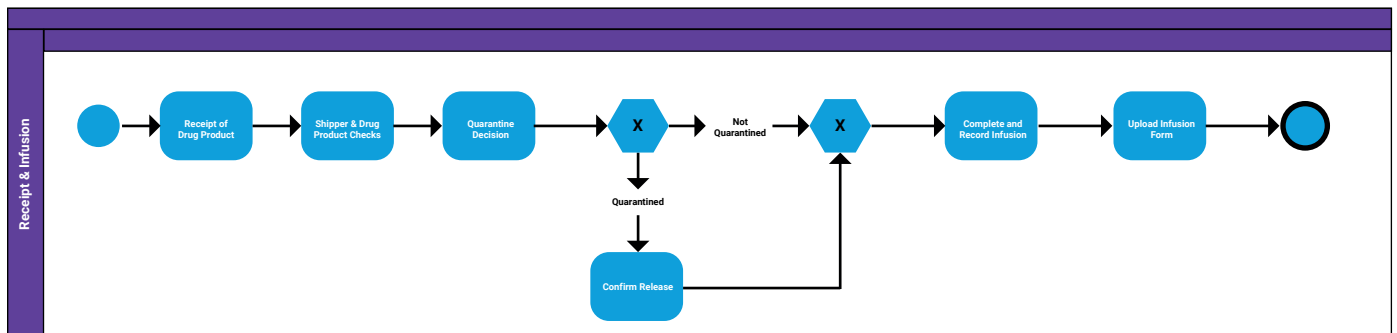 Receipt & Infusion
Receipt of
Drug Product
Shipper & Drug
Product Checks
Quarantine
Decision
X
Not
Quarantined
X
Complete and
Record Infusion
Upload Infusion
Form
Quarantined
Confirm Release